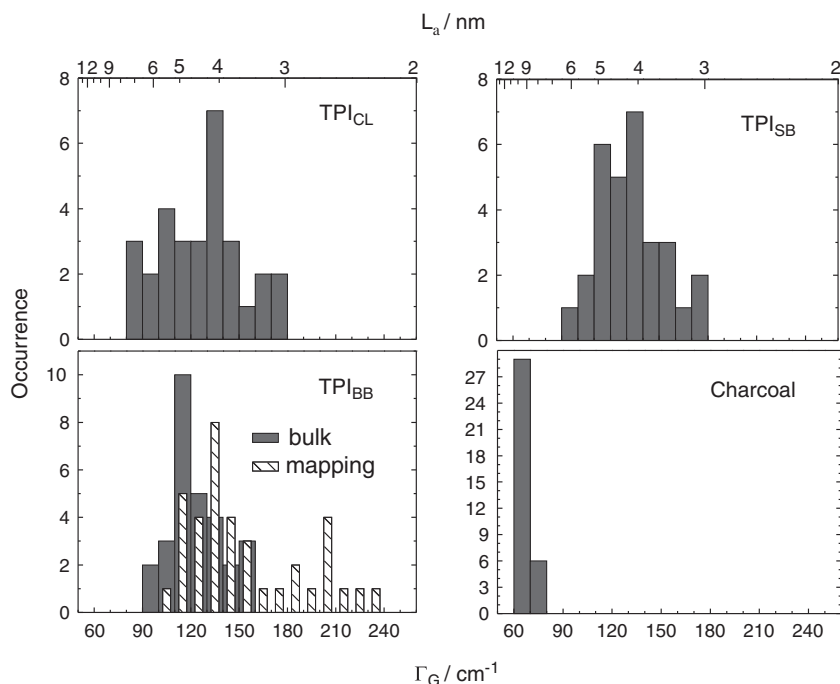 Lₐ / nm
12 9 6 5 4 3 2
12 9 6 5 4 3 2
8
6
4
2
0
TPI_CL
8
6
4
2
0
TPI_SB
Occurrence
10
8
6
4
2
0
TPI_BB
bulk
mapping
27
24
21
18
15
12
9
6
3
0
Charcoal
60 90 120 150 180 210 240
60 90 120 150 180 210 240
Γ_G / cm⁻¹